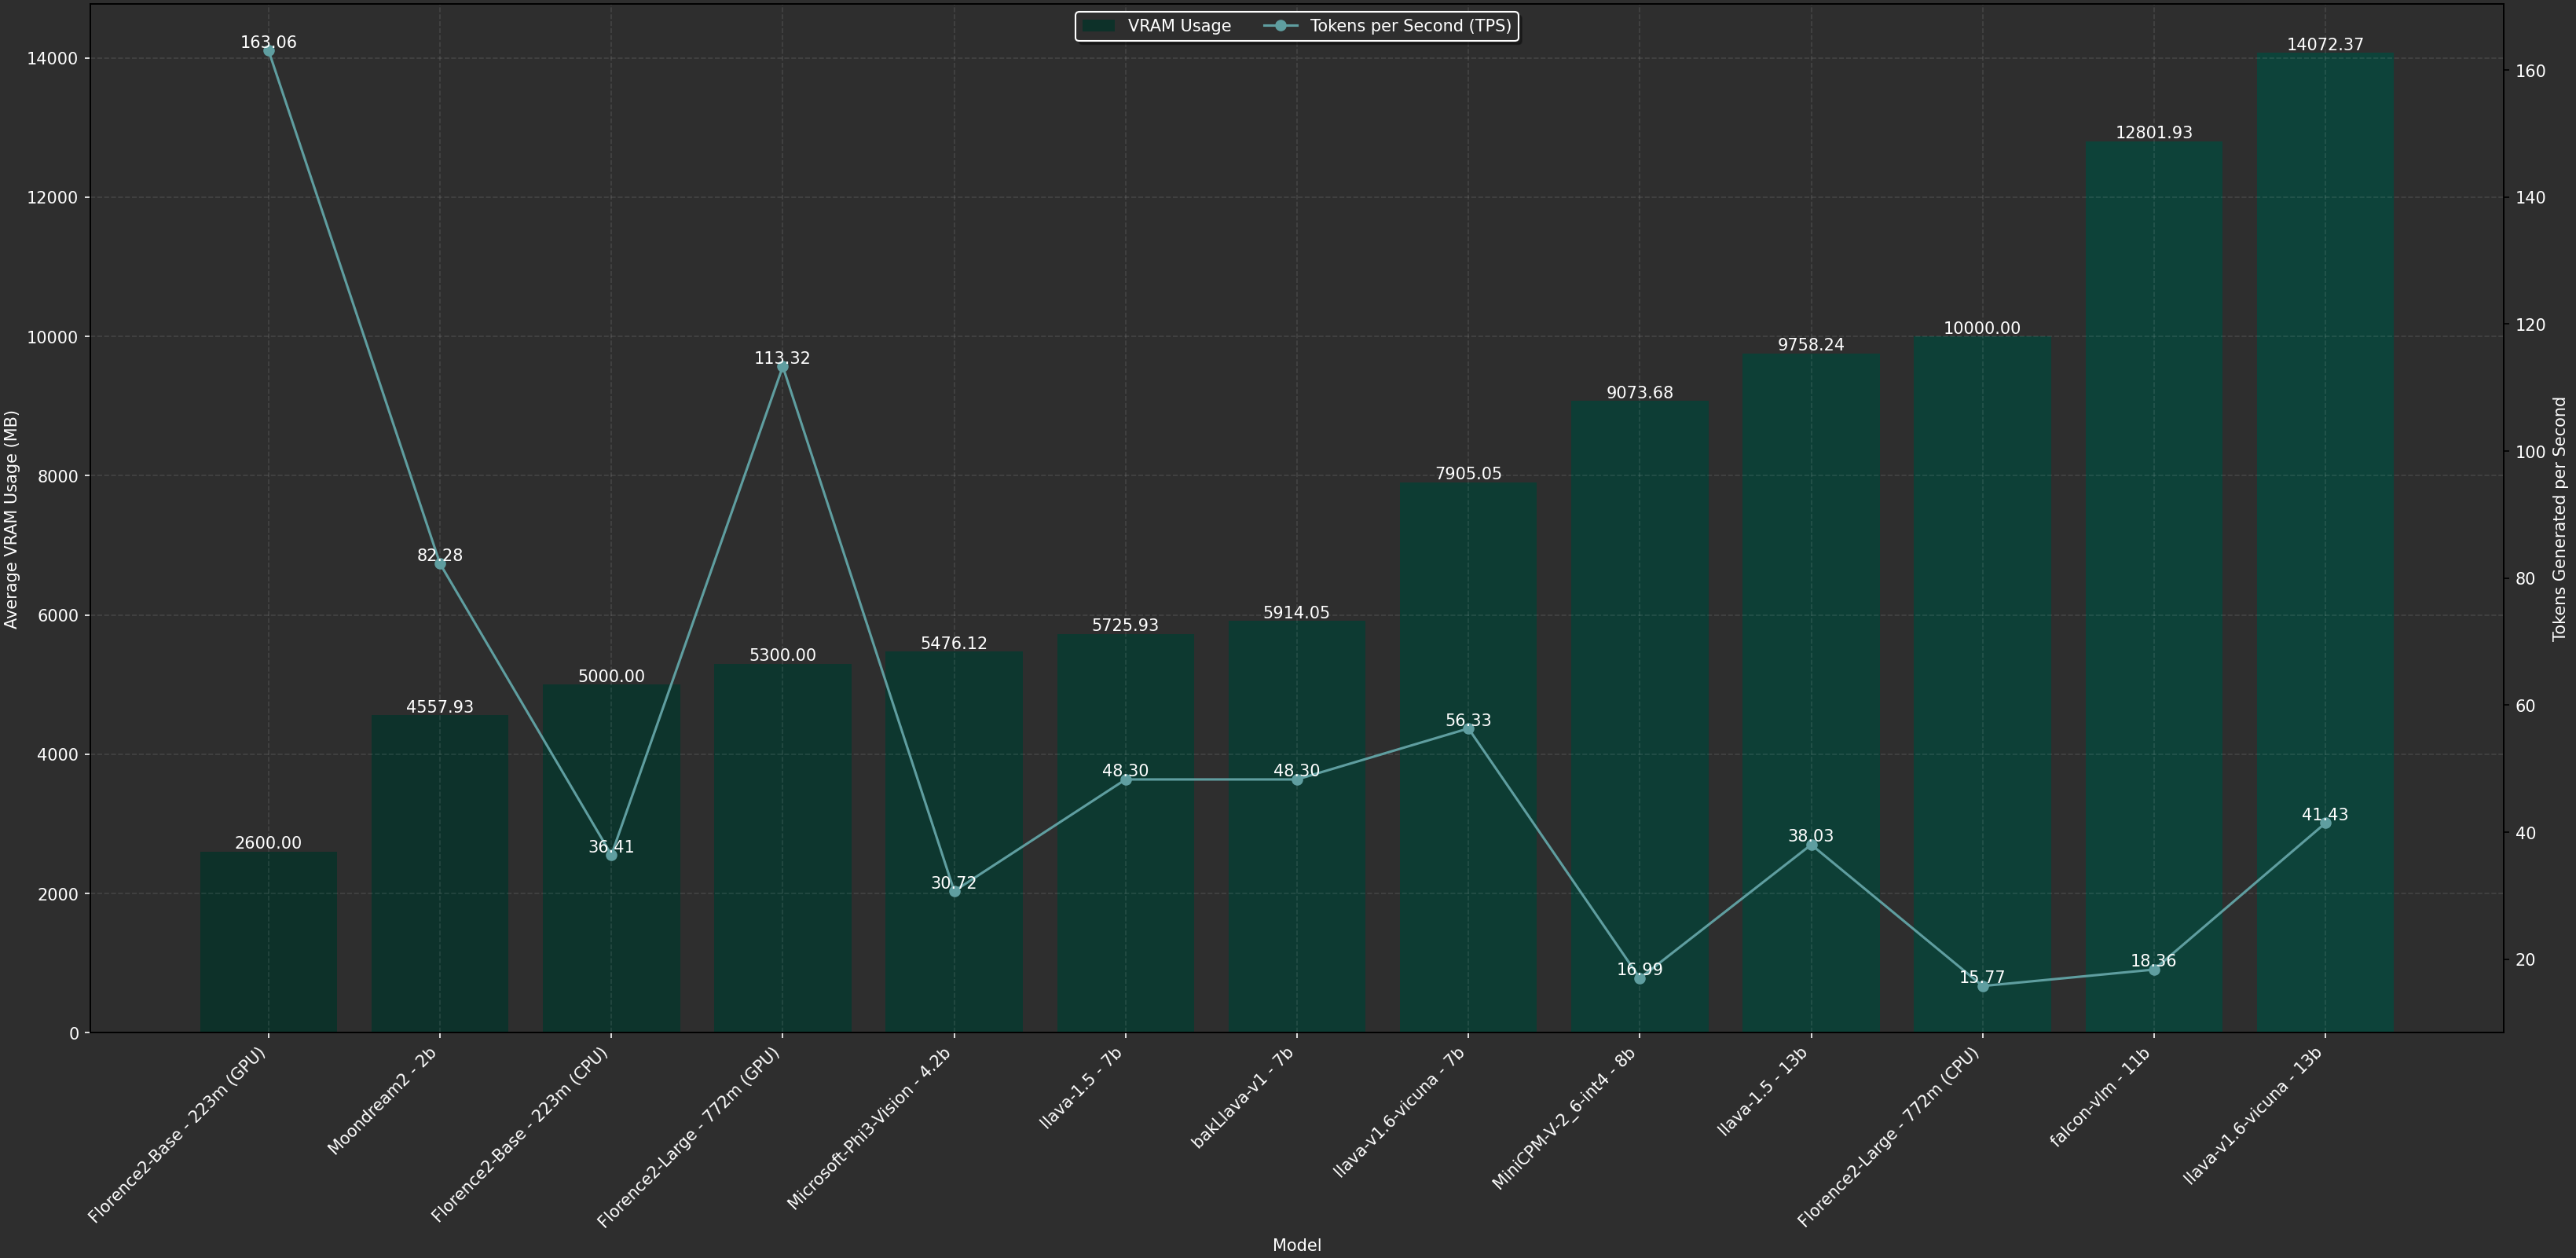 VRAM Usage
Tokens per Second (TPS)
Average VRAM Usage (MB)
14000
12000
10000
8000
6000
4000
2000
0
163.06
82.28
36.41
113.32
30.72
48.30
48.30
56.33
16.99
38.03
15.77
18.36
41.43
2600.00
4557.93
5000.00
5300.00
5476.12
5725.93
5914.05
7905.05
9073.68
9758.24
10000.00
12801.93
14072.37
160
140
120
100
80
60
40
20
Tokens Generated per Second
Florence2-Base - 223m (GPU)
Moondream2 - 2b
Florence2-Base - 223m (CPU)
Florence2-Large - 772m (GPU)
Microsoft-Phi3-Vision - 4.2b
llava-1.5 - 7b
bakLlava-v1 - 7b
llava-v1.6-vicuna - 7b
MiniCPM-V-2_6-int4 - 8b
llava-1.5 - 13b
Florence2-Large - 772m (CPU)
falcon-vlm - 11b
llava-v1.6-vicuna - 13b
Model